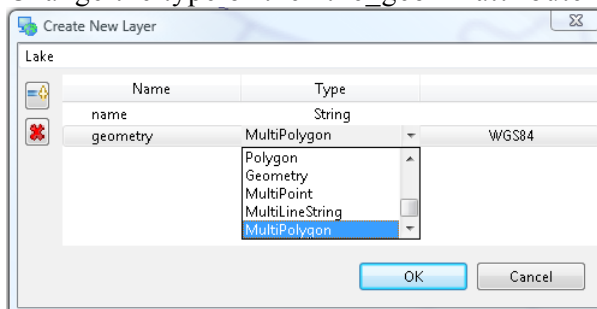 Create New Layer
Lake
Name Type
name String
geometry MultiPolygon WGS84
Polygon
Geometry
MultiPoint
MultiLineString
MultiPolygon
OK Cancel